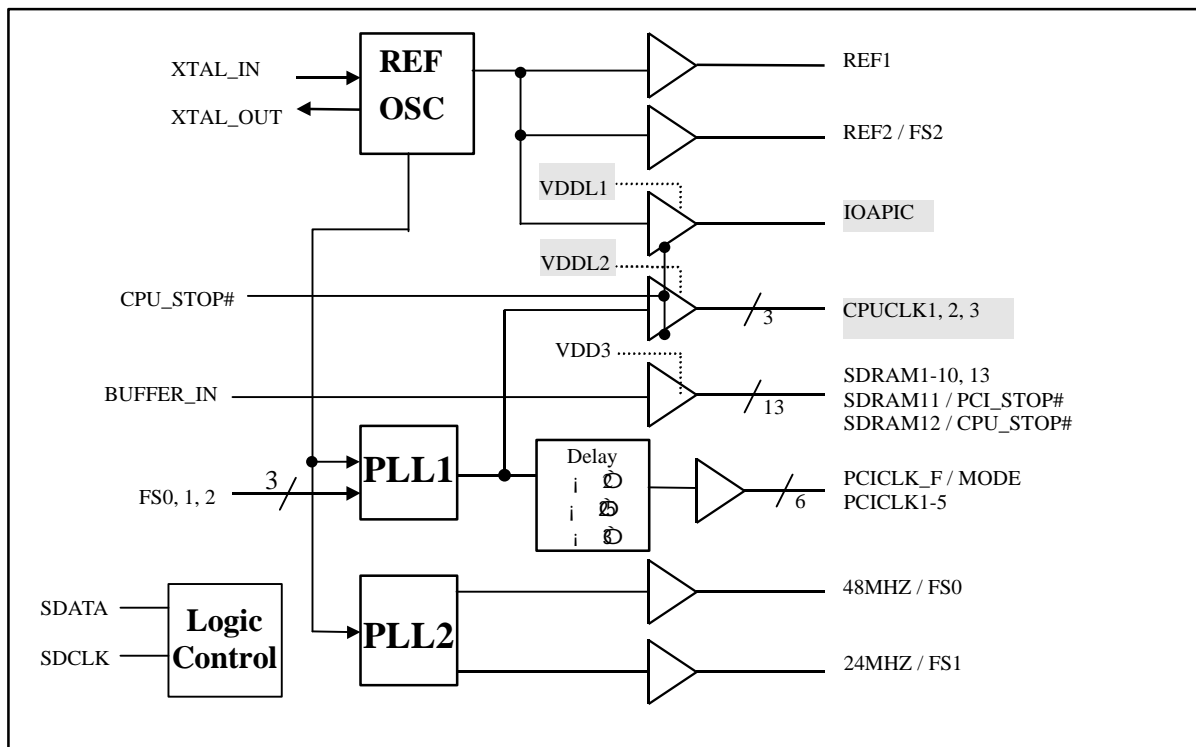 XTAL_IN
XTAL_OUT
REF
OSC
REF1
REF2 / FS2
VDDL1
IOAPIC
VDDL2
CPU_STOP#
3
CPUCLK1, 2, 3
VDD3
BUFFER_IN
13
SDRAM1-10, 13
SDRAM11 / PCI_STOP#
SDRAM12 / CPU_STOP#
FS0, 1, 2
3
PLL1
Delay
6
PCICLK_F / MODE
PCICLK1-5
SDATA
SDCLK
Logic
Control
PLL2
48MHZ / FS0
24MHZ / FS1